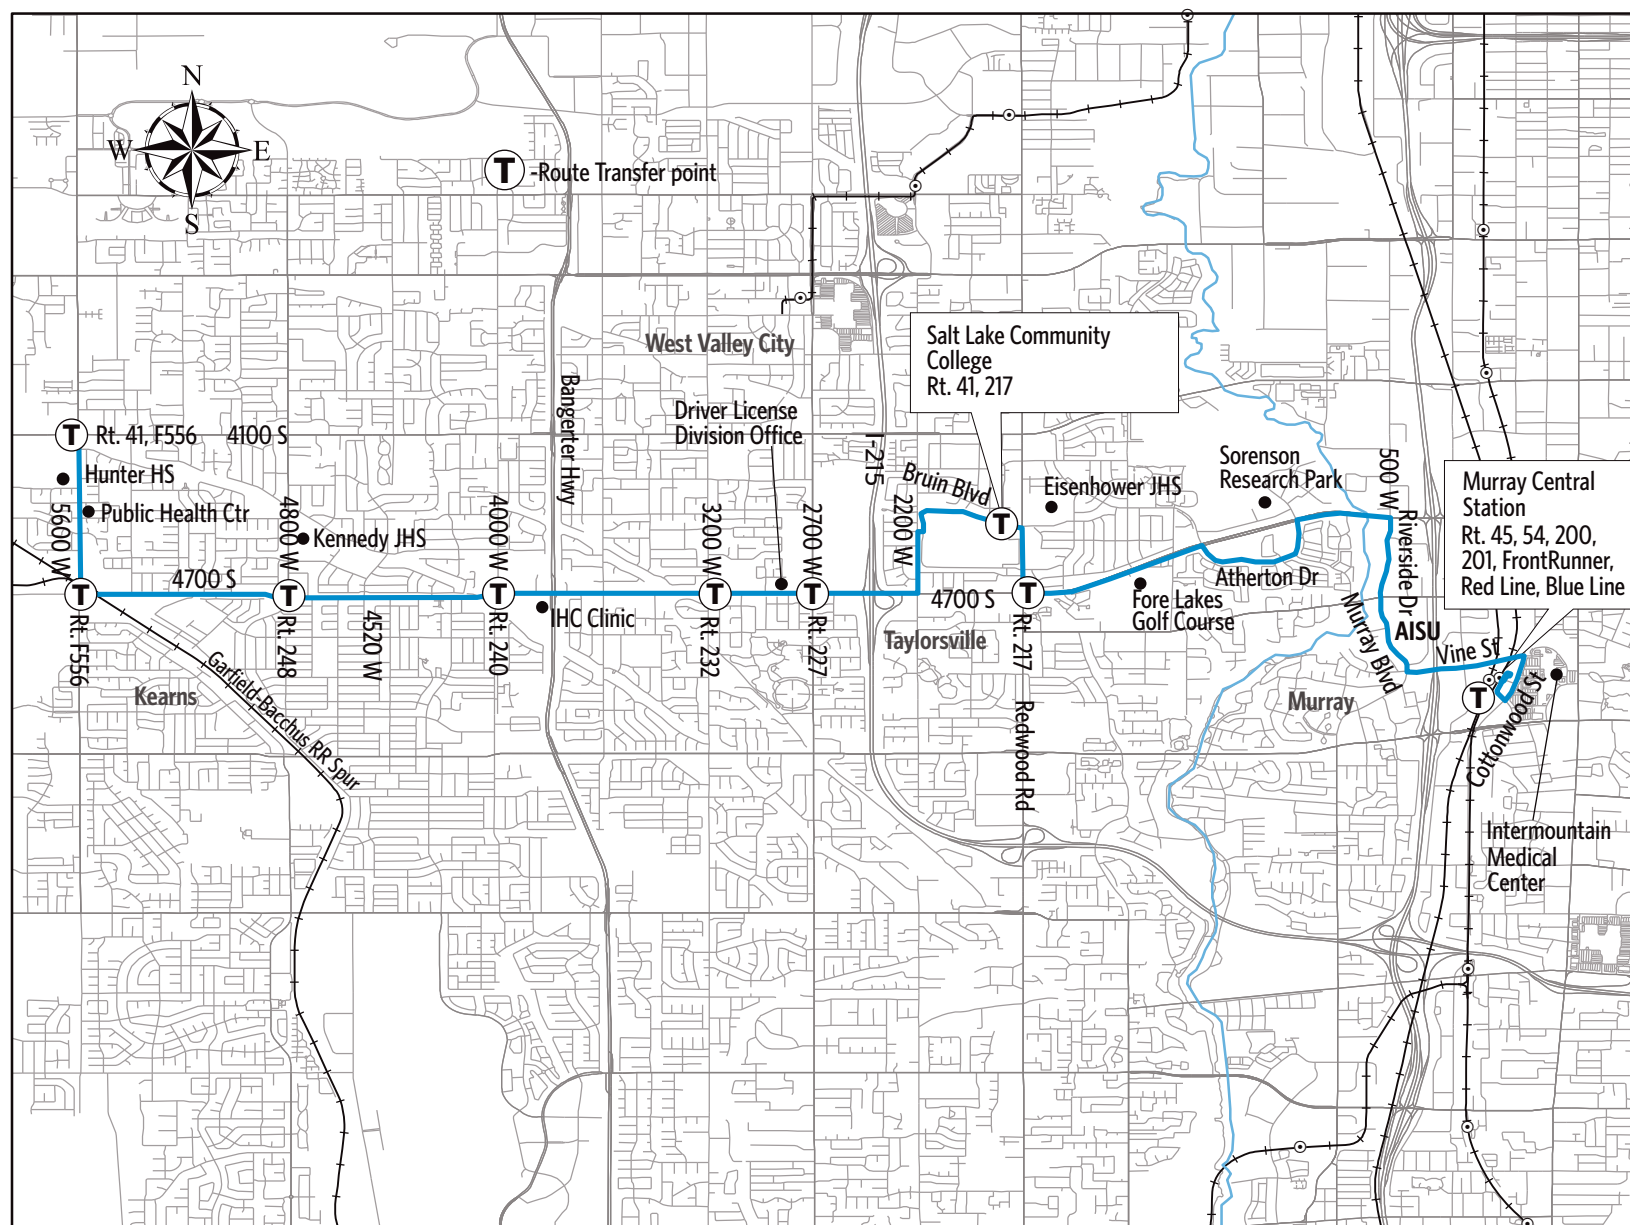 N
W
E
S
T
-Route Transfer point
West Valley City
Salt Lake Community
College
Rt. 41, 217
Bangerter Hwy
Driver License
Division Office
T
Rt. 41, F556
4100 S
I-215
Hunter HS
5600 W
Public Health Ctr
4800 W
Kennedy JHS
4000 W
3200 W
2700 W
2200 W
Bruin Blvd
T
Eisenhower JHS
Sorenson
Research Park
500 W
Riverside Dr
Murray Central
Station
Rt. 45, 54, 200,
201, FrontRunner,
Red Line, Blue Line
T
4700 S
T
T
T
T
4700 S
T
Atherton Dr
Fore Lakes
Golf Course
Rt. F556
Rt. 248
4520 W
Rt. 240
IHC Clinic
Rt. 232
Rt. 227
Taylorsville
Rt. 217
Murray Blvd
AISU
Vine St
Kearns
Garfield-Bacchus RR Spur
Redwood Rd
Murray
T
Cottonwood St
Intermountain
Medical
Center